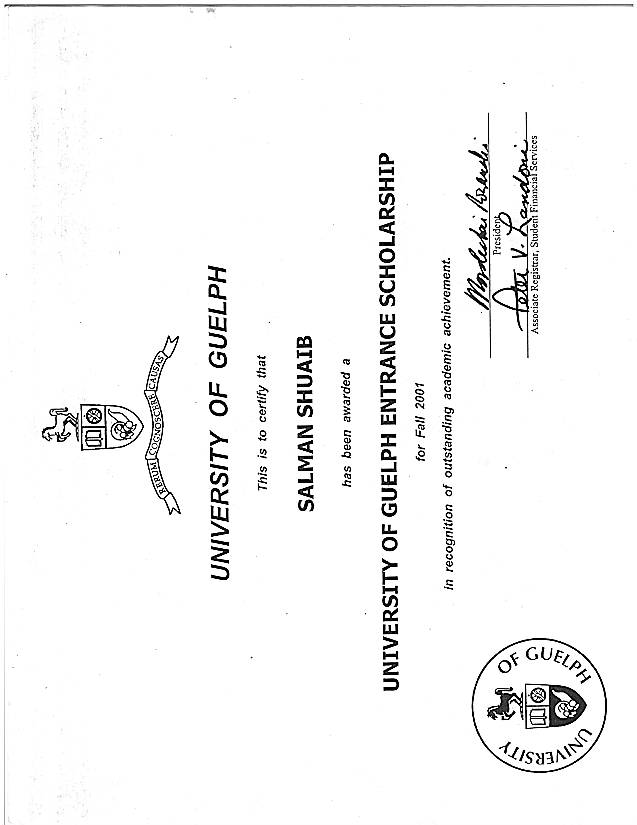 RERUM COGNOSCERE CAUSAS
UNIVERSITY OF GUELPH
This is to certify that
SALMAN SHUAIB
has been awarded a
UNIVERSITY OF GUELPH ENTRANCE SCHOLARSHIP
for Fall 2001
in recognition of outstanding academic achievement.
Mordechai Rozanski
President
Peter V. Landoni
Associate Registrar, Student Financial Services
UNIVERSITY OF GUELPH